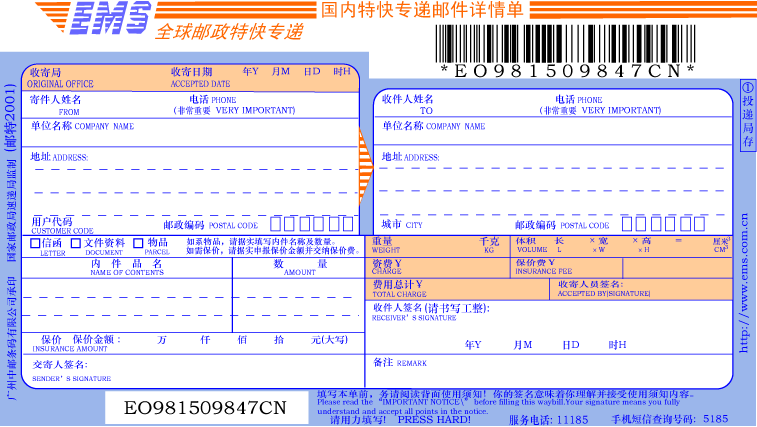 国内特快专递邮件详情单
EMS 全球邮政特快专递
*EO981509847CN*
收寄局 收寄日期 年Y 月M 日D 时H
ORIGINAL OFFICE ACCEPTED DATE
寄件人姓名 电话 PHONE
FROM (非常重要 VERY IMPORTANT)
单位名称 COMPANY NAME
地址 ADDRESS:
用户代码 邮政编码 POSTAL CODE
CUSTOMER CODE
收件人姓名 电话 PHONE
TO (非常重要 VERY IMPORTANT)
单位名称 COMPANY NAME
地址 ADDRESS:
城市 CITY 邮政编码 POSTAL CODE
信函 文件资料 物品 如系物品，请据实填写内件名称及数量。
LETTER DOCUMENT PARCEL 如需保价，请据实申报保价金额并交纳保价费。
内 件 品 名 数 量
NAME OF CONTENTS AMOUNT
保价 保价金额： 万 仟 佰 拾 元(大写)
INSURANCE AMOUNT
交寄人签名：
SENDER'S SIGNATURE
重量 千克 体积 长 ×宽 ×高 = 厘米³
WEIGHT KG VOLUME L ×W ×H CM³
资费￥ 保价费￥
CHARGE INSURANCE FEE
费用总计￥ 收寄人员签名：
TOTAL CHARGE ACCEPTED BY(SIGNATURE)
收件人签名(请书写工整)：
RECEIVER'S SIGNATURE
年Y 月M 日D 时H
备注 REMARK
EO981509847CN
填写本单前，务请阅读背面使用须知！你的签名意味着你理解并接受使用须知内容。
Please read the "IMPORTANT NOTICE\" before filling this waybill.Your signature means you fully
understand and accept all points in the notice.
请用力填写！ PRESS HARD! 服务电话: 11185 手机短信查询号码: 5185
广州中邮条码有限公司承印 国家邮政局速递局监制 (邮特2001)
①投递局存
http://www.ems.com.cn